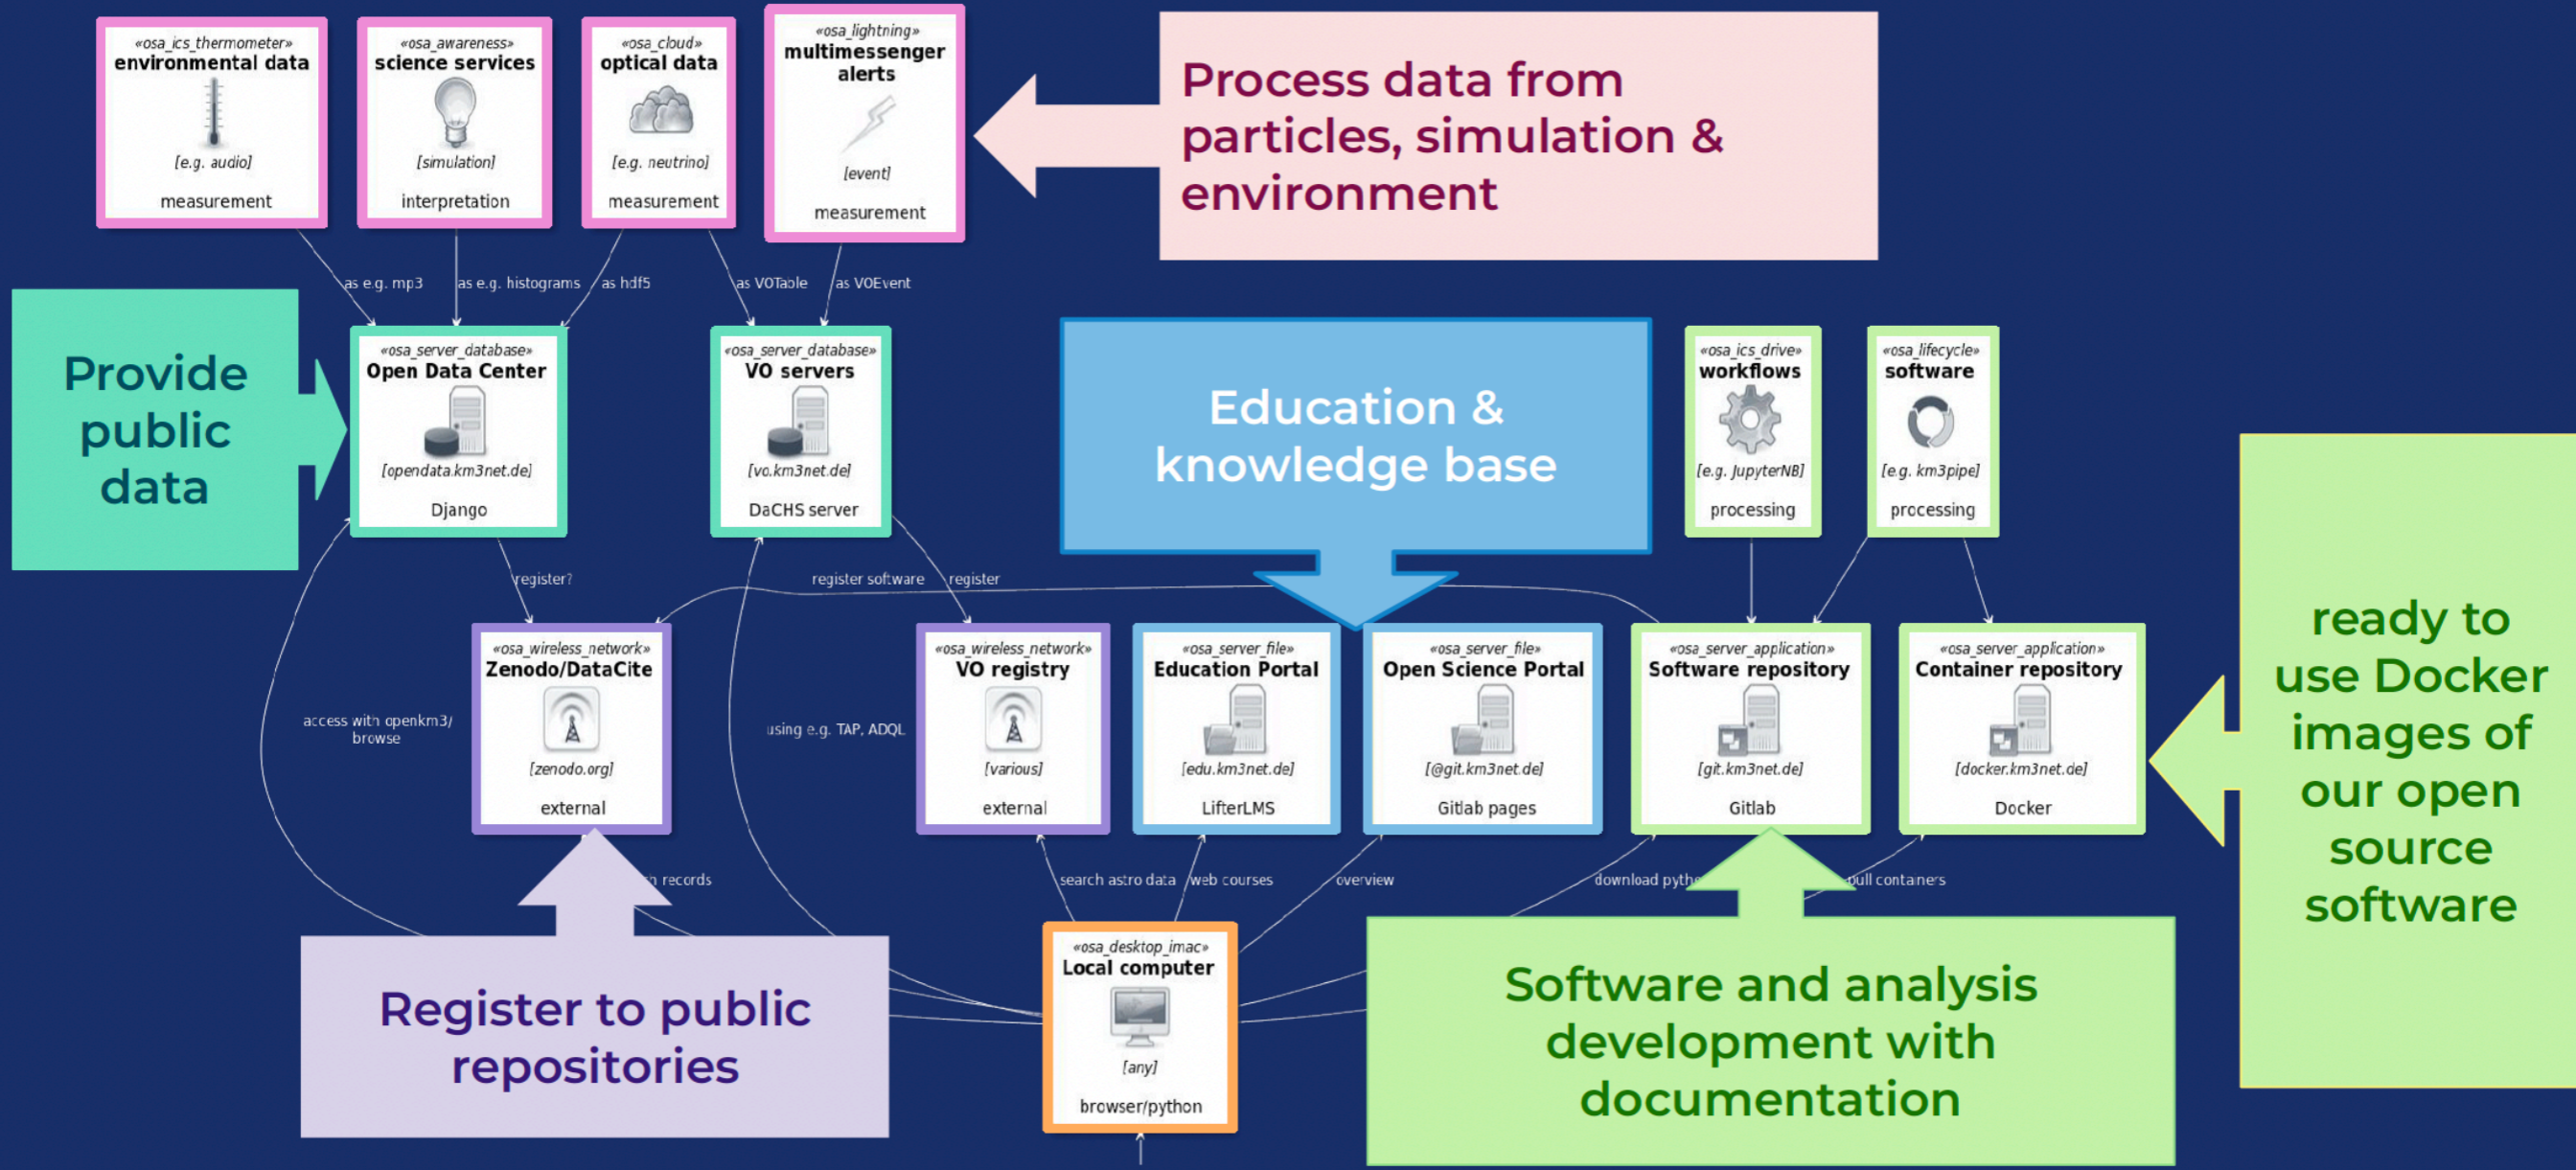 «osa_ics_thermometer»
environmental data
[e.g. audio]
measurement
«osa_awareness»
science services
[simulation]
interpretation
«osa_cloud»
optical data
[e.g. neutrino]
measurement
«osa_lightning»
multimessenger
alerts
[event]
measurement
Process data from
particles, simulation &
environment
as e.g. mp3
as e.g. histograms
as hdf5
as VOTable
as VOEvent
Provide
public
data
«osa_server_database»
Open Data Center
[opendata.km3net.de]
Django
«osa_server_database»
VO servers
[vo.km3net.de]
DaCHS server
Education &
knowledge base
«osa_ics_drive»
workflows
[e.g. JupyterNB]
processing
«osa_lifecycle»
software
[e.g. km3pipe]
processing
register?
register software
register
«osa_wireless_network»
Zenodo/DataCite
[zenodo.org]
external
«osa_wireless_network»
VO registry
[various]
external
«osa_server_file»
Education Portal
[edu.km3net.de]
LifterLMS
«osa_server_file»
Open Science Portal
[@git.km3net.de]
Gitlab pages
«osa_server_application»
Software repository
[git.km3net.de]
Gitlab
«osa_server_application»
Container repository
[docker.km3net.de]
Docker
ready to
use Docker
images of
our open
source
software
access with openkm3/
browse
using e.g. TAP, ADQL
records
search astro data
web courses
overview
download
pull containers
«osa_desktop_imac»
Local computer
[any]
browser/python
Register to public
repositories
Software and analysis
development with
documentation